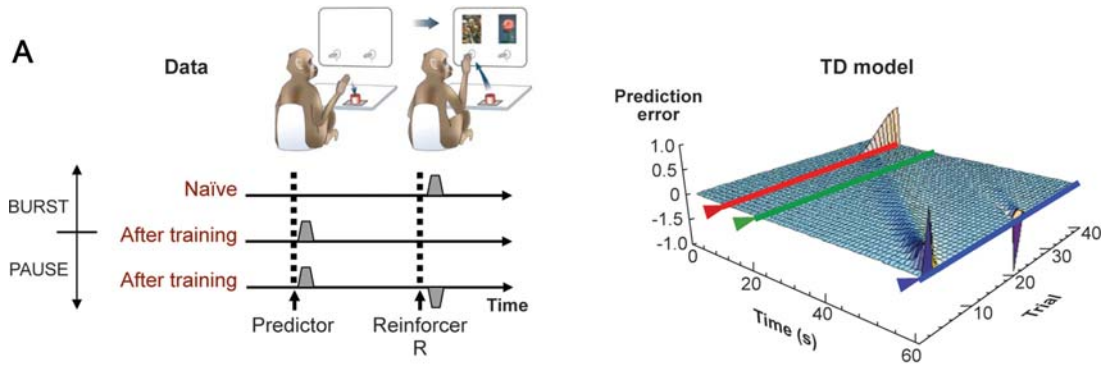 A
Data
BURST
PAUSE
Naïve
After training
After training
Time
Predictor
Reinforcer
R
TD model
Prediction
error
1.0
0.5
0
-1.5
-1.0
0
20
40
60
Time (s)
10
20
30
40
Trial